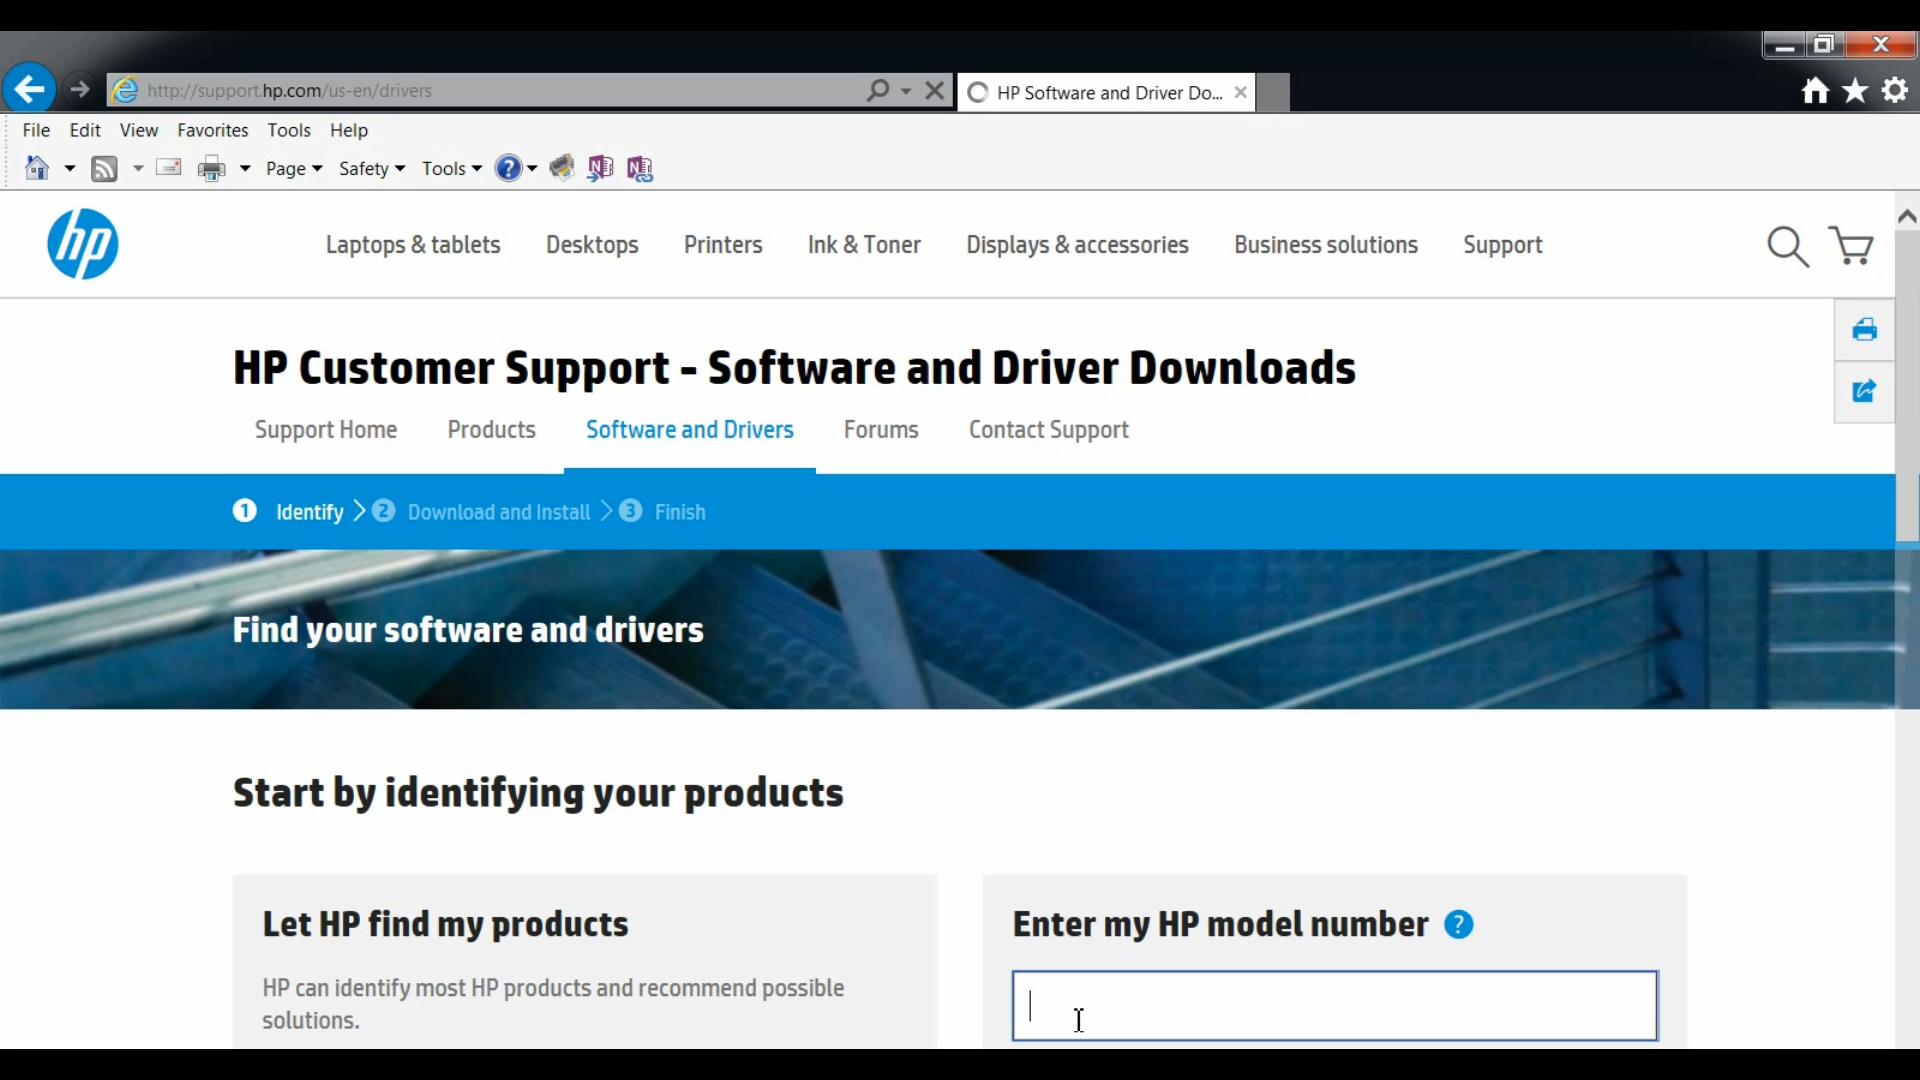 http://support.hp.com/us-en/drivers
HP Software and Driver Do...
File Edit View Favorites Tools Help
Page Safety Tools ?
hp Laptops & tablets Desktops Printers Ink & Toner Displays & accessories Business solutions Support
HP Customer Support - Software and Driver Downloads
Support Home Products Software and Drivers Forums Contact Support
1 Identify 2 Download and Install 3 Finish
Find your software and drivers
Start by identifying your products
Let HP find my products
HP can identify most HP products and recommend possible
solutions.
Enter my HP model number ?